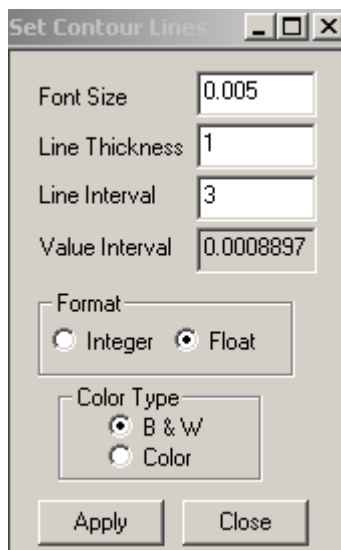 Set Contour Lines
Font Size 0.005
Line Thickness 1
Line Interval 3
Value Interval 0.0008897
Format
Integer Float
Color Type
B & W
Color
Apply Close